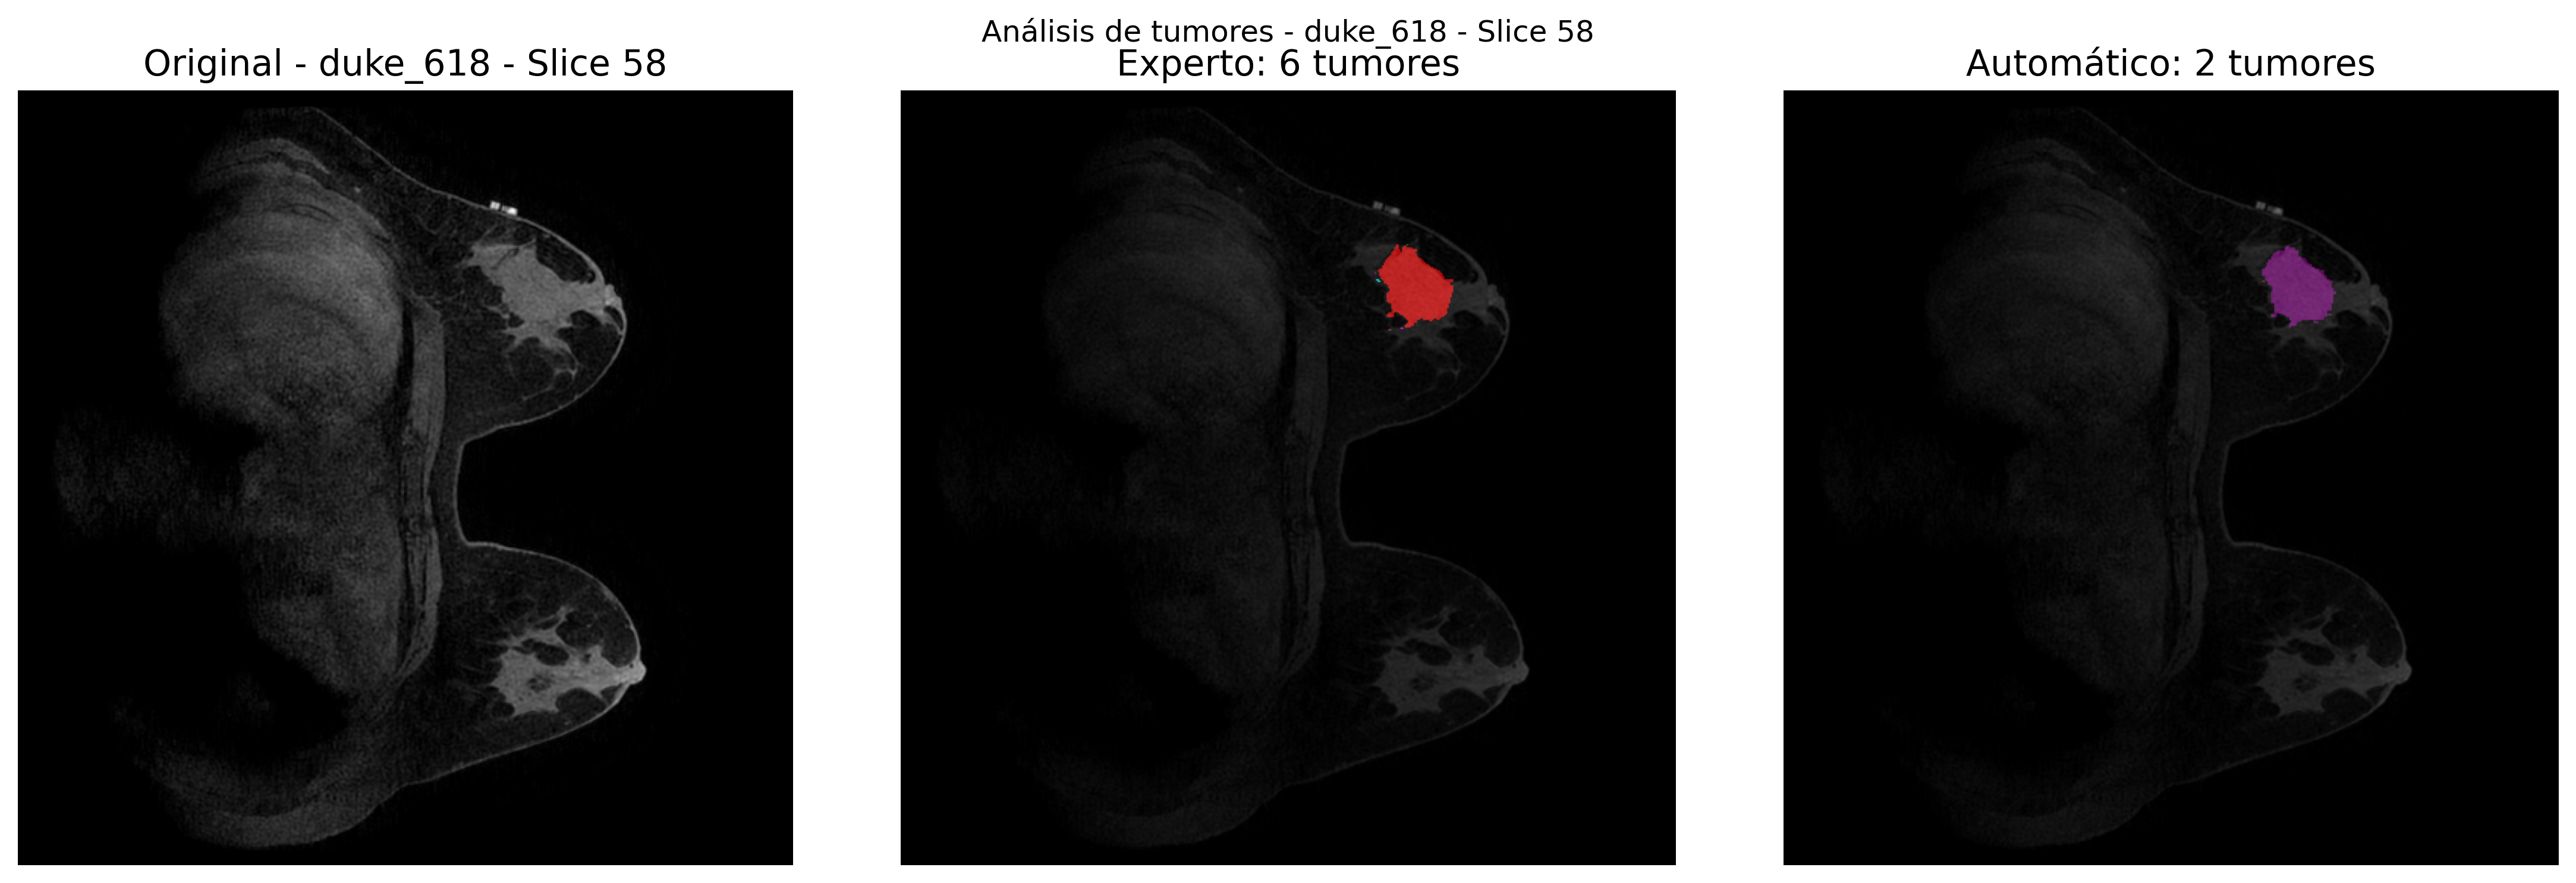 Análisis de tumores - duke_618 - Slice 58
Original - duke_618 - Slice 58
Experto: 6 tumores
Automático: 2 tumores